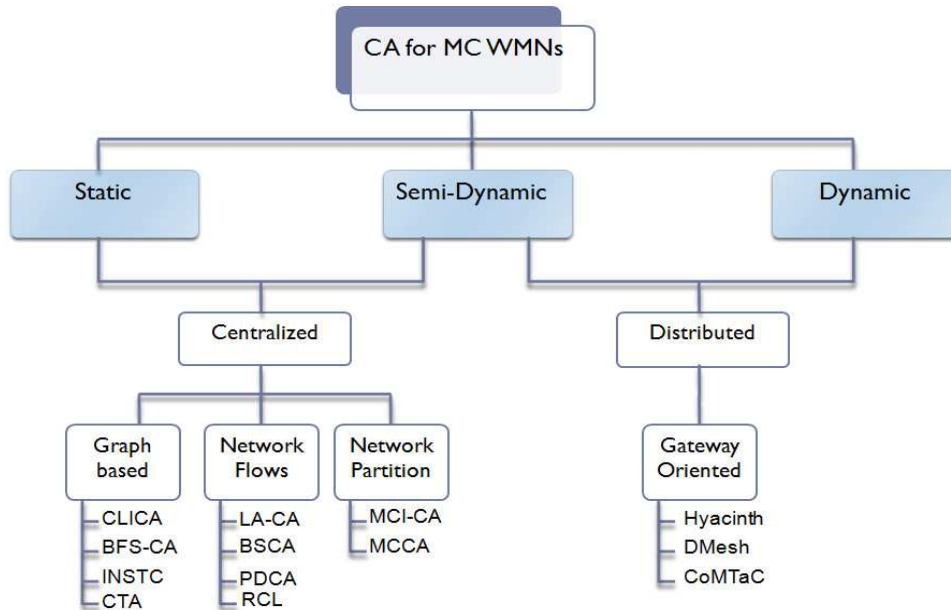 CA for MC WMNs
Static
Semi-Dynamic
Dynamic
Centralized
Distributed
Graph
based
Network
Flows
Network
Partition
Gateway
Oriented
CLICA
BFS-CA
INSTC
CTA
LA-CA
BSCA
PDCA
RCL
MCI-CA
MCCA
Hyacinth
DMesh
CoMTaC